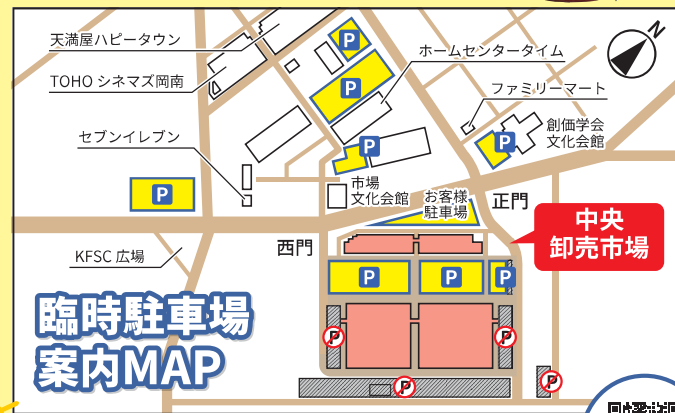 天満屋ハピータウン
P
N
ホームセンタータイム
TOHO シネマズ岡南
P
ファミリーマート
セブンイレブン
P
P
創価学会
文化会館
P
市場
文化会館
お客様
駐車場
正門
中央
卸売市場
西門
KFSC 広場
P
P
P
臨時駐車場
案内MAP
P
P
P
P